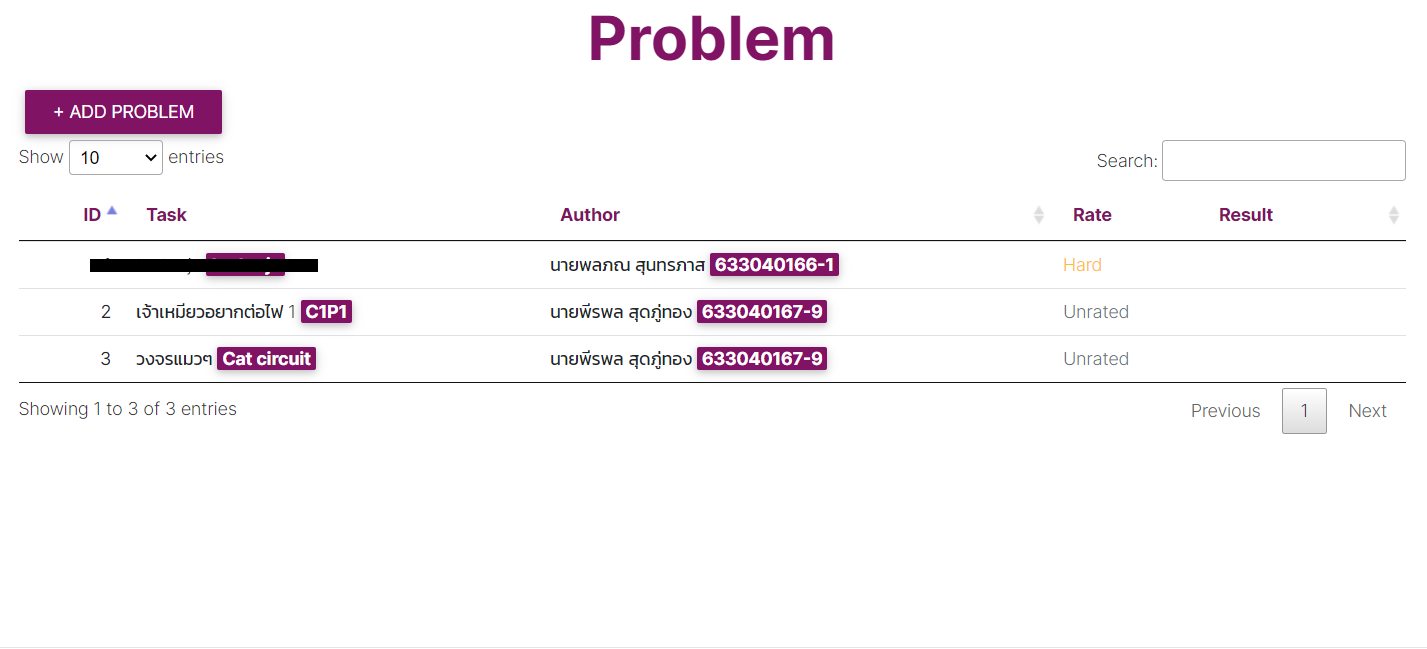 Problem
+ ADD PROBLEM
Show 10 entries
Search:
ID Task Author Rate Result
นายพลภณ สุนทรภาส 633040166-1 Hard
2 เจ้าเหมียวอยากต่อไฟ 1 C1P1 นายพีรพล สุดภู่ทอง 633040167-9 Unrated
3 วงจรแมวๆ Cat circuit นายพีรพล สุดภู่ทอง 633040167-9 Unrated
Showing 1 to 3 of 3 entries
Previous 1 Next